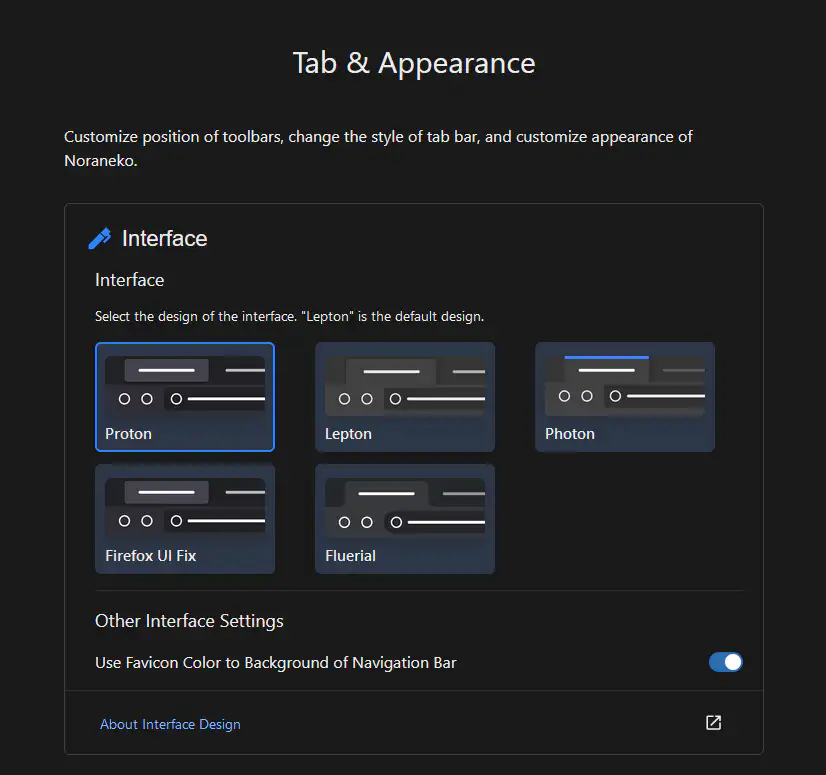 Tab & Appearance
Customize position of toolbars, change the style of tab bar, and customize appearance of
Noraneko.
Interface
Interface
Select the design of the interface. "Lepton" is the default design.
Proton
Lepton
Photon
Firefox UI Fix
Fluerial
Other Interface Settings
Use Favicon Color to Background of Navigation Bar
About Interface Design